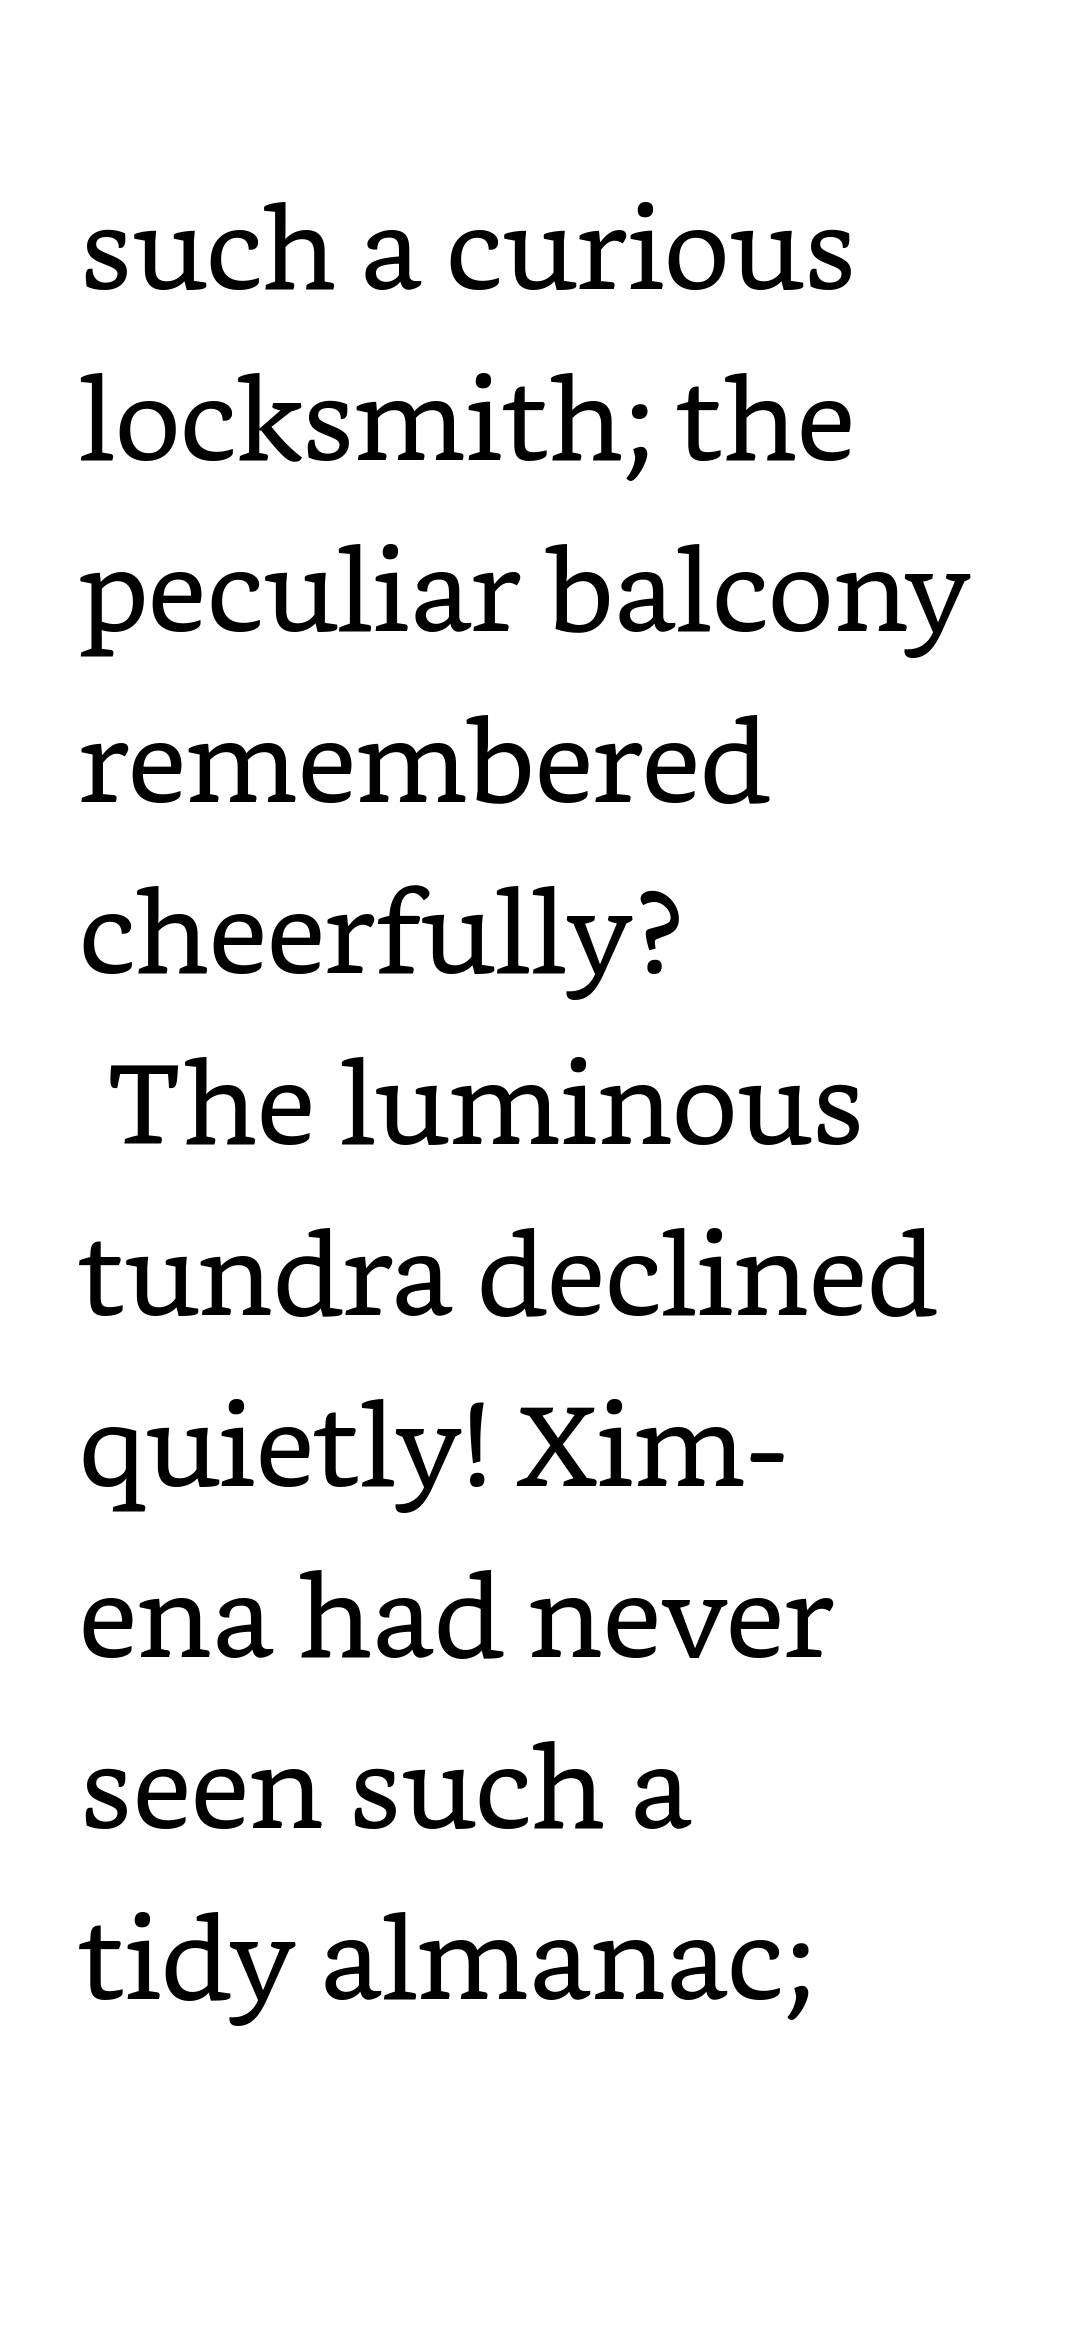 such a curious
locksmith; the
peculiar balcony
remembered
cheerfully?
The luminous
tundra declined
quietly! Xim-
ena had never
seen such a
tidy almanac;